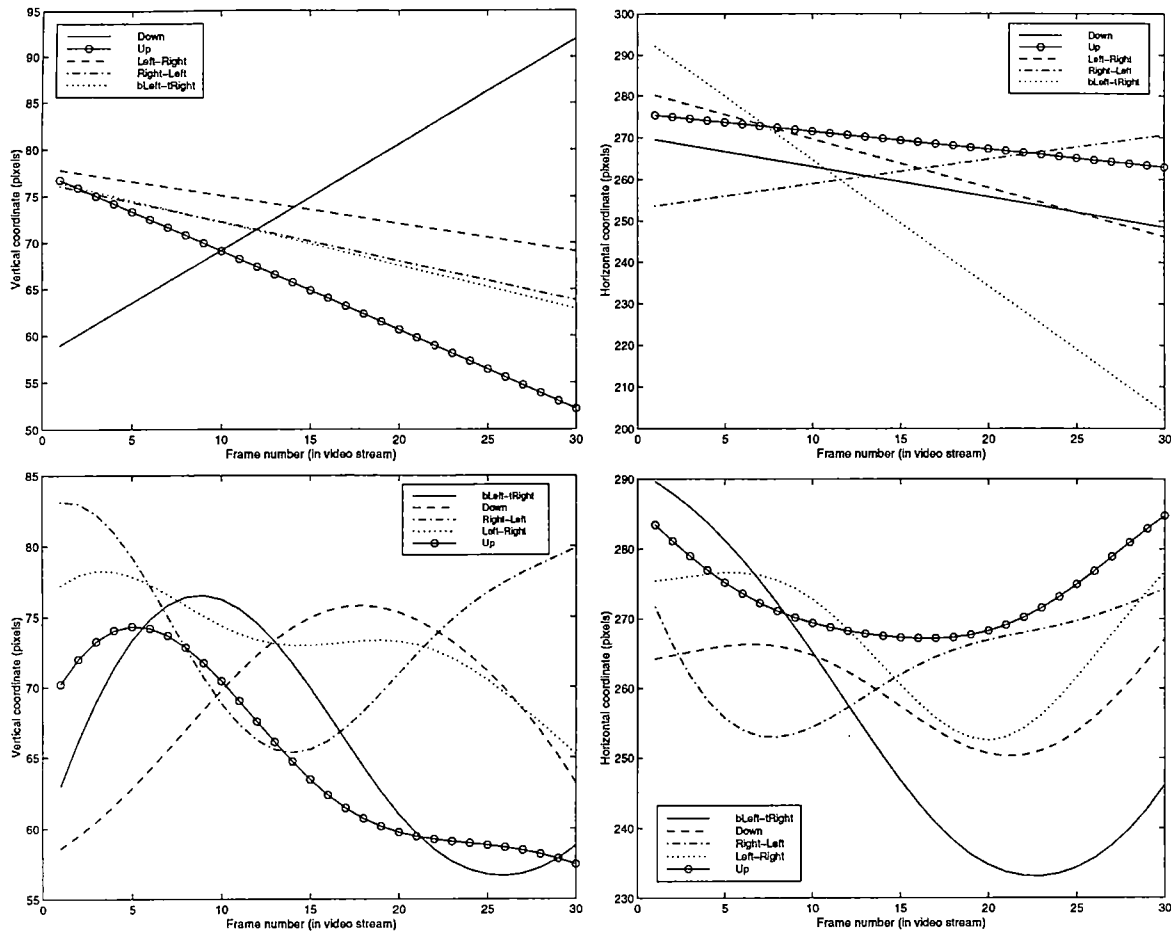 95
90
85
80
75
70
65
60
55
50
Vertical coordinate (pixels)
Down
Up
Left-Right
Right-Left
bLeft-tRight
0 5 10 15 20 25 30
Frame number (in video stream)
300
290
280
270
260
250
240
230
220
210
200
Horizontal coordinate (pixels)
Down
Up
Left-Right
Right-Left
bLeft-tRight
0 5 10 15 20 25 30
Frame number (in video stream)
85
80
75
70
65
60
55
Vertical coordinate (pixels)
bLeft-tRight
Down
Right-Left
Left-Right
Up
0 5 10 15 20 25 30
Frame number (in video stream)
290
280
270
260
250
240
230
Horizontal coordinate (pixels)
bLeft-tRight
Down
Right-Left
Left-Right
Up
0 5 10 15 20 25 30
Frame number (in video stream)